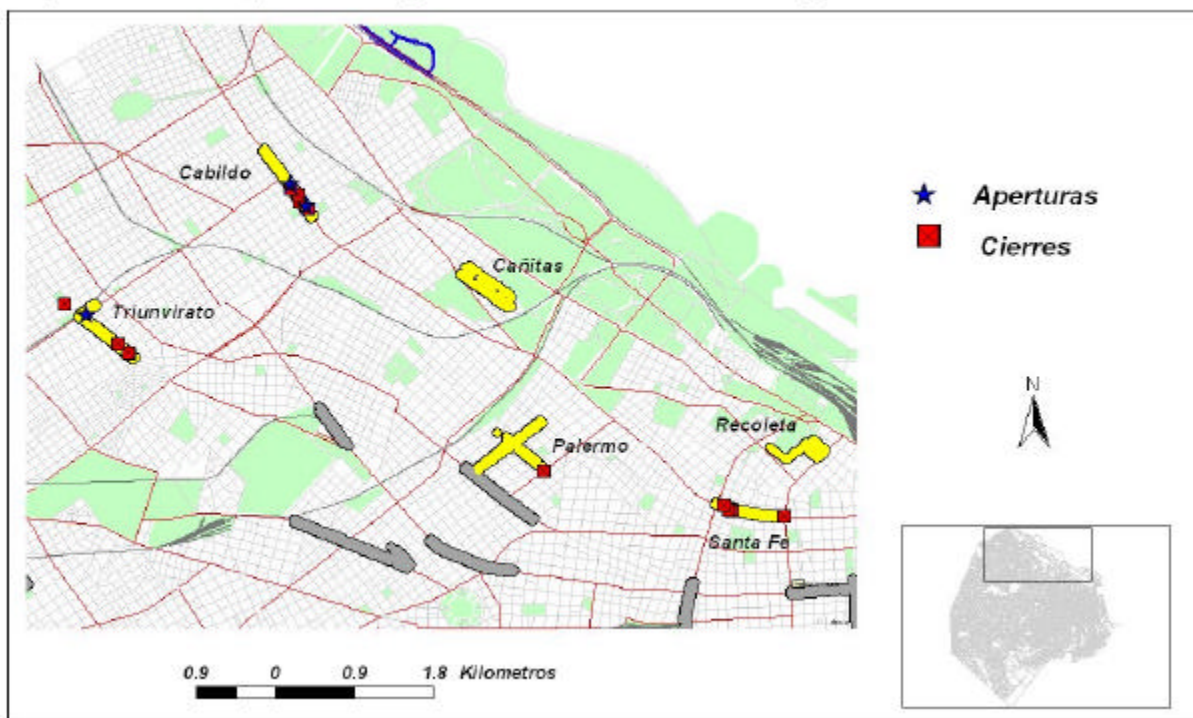 Cabildo
Aperturas
Cierres
Cañitas
Triunvirato
N
Recoleta
Palermo
Santa Fe
0.9 0 0.9 1.8 Kilometros